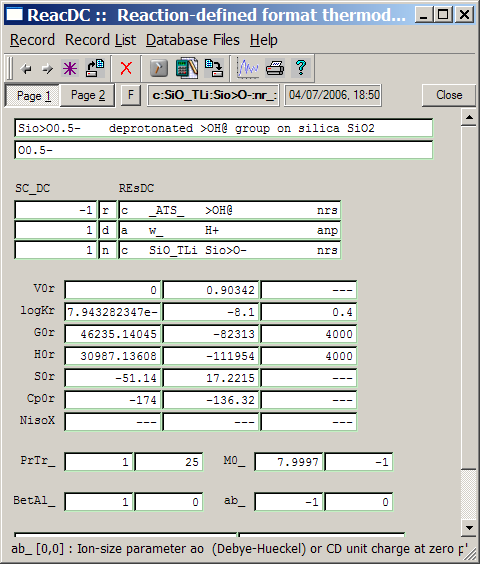 ReacDC :: Reaction-defined format thermod...
Record Record List Database Files Help
Page 1 Page 2 F c:SiO_TLi:Sio>O-:nr_: 04/07/2006, 18:50 Close
Sio>O0.5- deprotonated >OH@ group on silica SiO2
O0.5-
SC_DC REsDC
-1 r c _ATS_ >OH@ nrs
1 d a w_ H+ anp
1 n c SiO_TLi Sio>O- nrs
V0r 0 0.90342 ---
logKr 7.943282347e- -8.1 0.4
G0r 46235.14045 -82313 4000
H0r 30987.13608 -111954 4000
S0r -51.14 17.2215 ---
Cp0r -174 -136.32 ---
NisoX --- --- ---
PrTr_ 1 25 M0_ 7.9997 -1
BetAl_ 1 0 ab_ -1 0
ab_ [0,0] : Ion-size parameter ao (Debye-Hueckel) or CD unit charge at zero